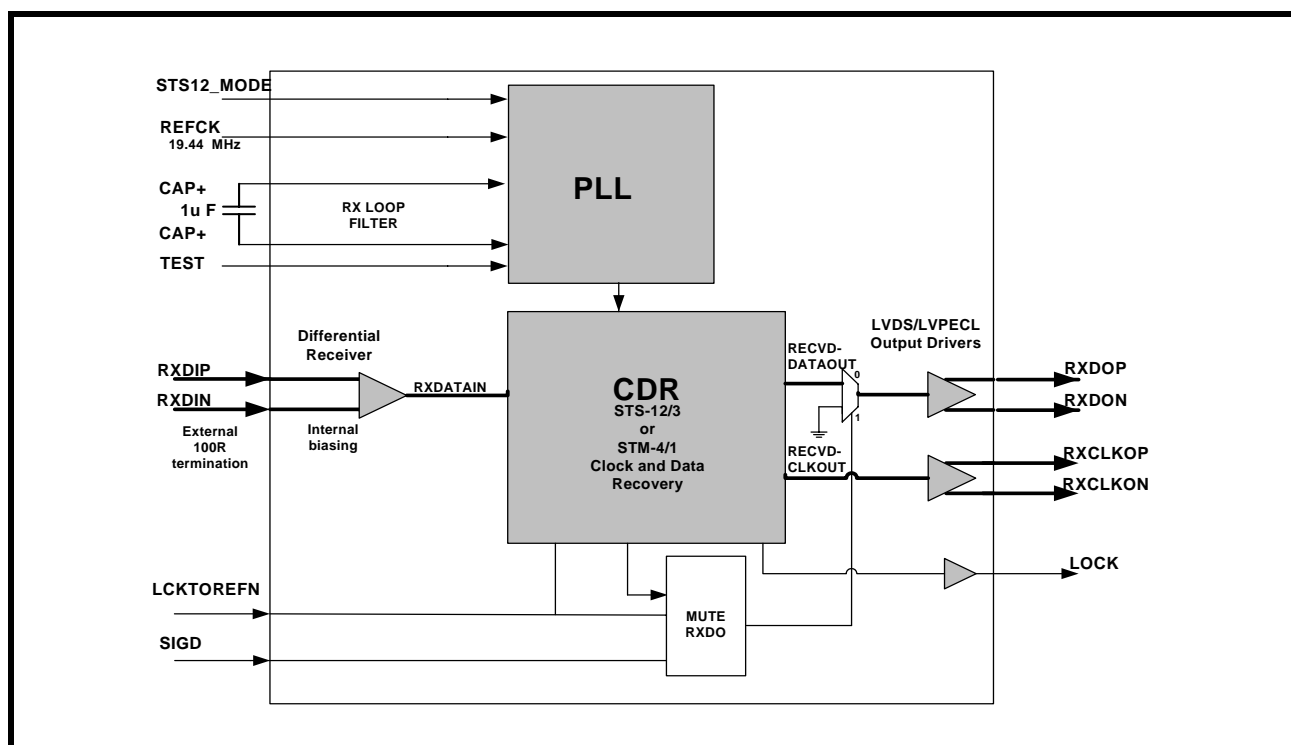 STS12_MODE
REFCK
19.44 MHz
CAP+
1u F
CAP+
RX LOOP
FILTER
TEST
PLL
Differential
Receiver
RXDIP
RXDIN
RXDATAIN
External
100R
termination
Internal
biasing
CDR
STS-12/3
or
STM-4/1
Clock and Data
Recovery
RECVD-
DATAOUT
0
1
RECVD-
CLKOUT
LVDS/LVPECL
Output Drivers
RXDOP
RXDON
RXCLKOP
RXCLKON
LOCK
LCKTOREFN
SIGD
MUTE
RXDO